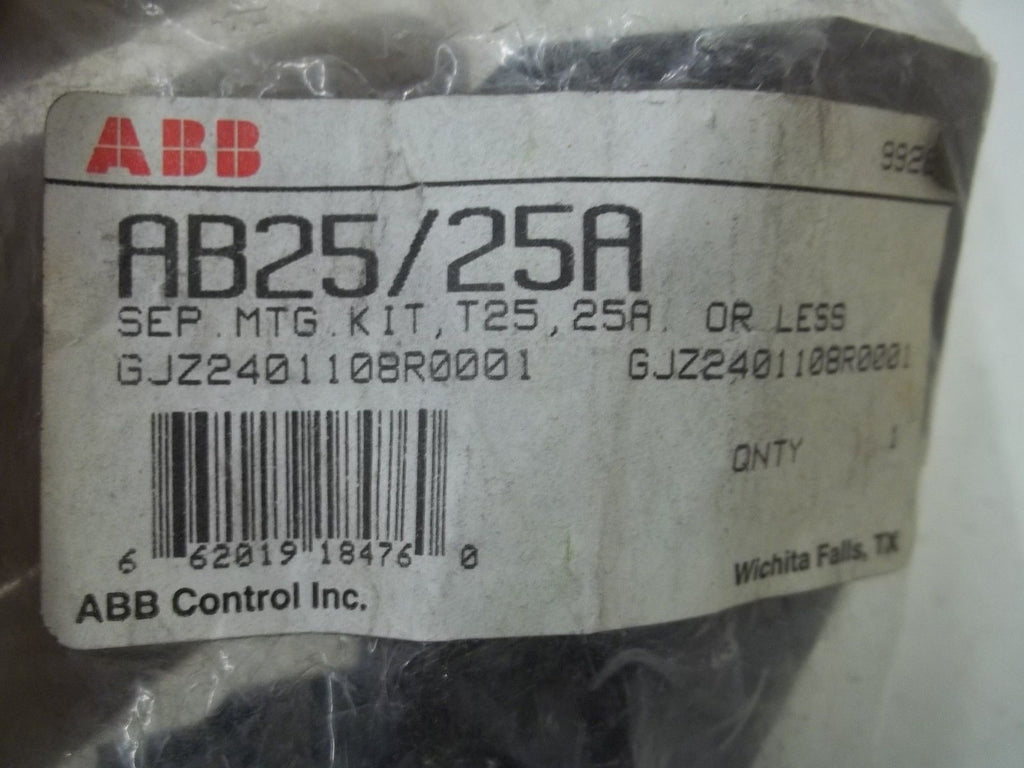 ABB
AB25/25A
SEP.MTG.KIT,T25,25A. OR LESS
GJZ2401108R0001 GJZ2401108R0001
QNTY 1
6 62019 18476 0
ABB Control Inc. Wichita Falls, TX